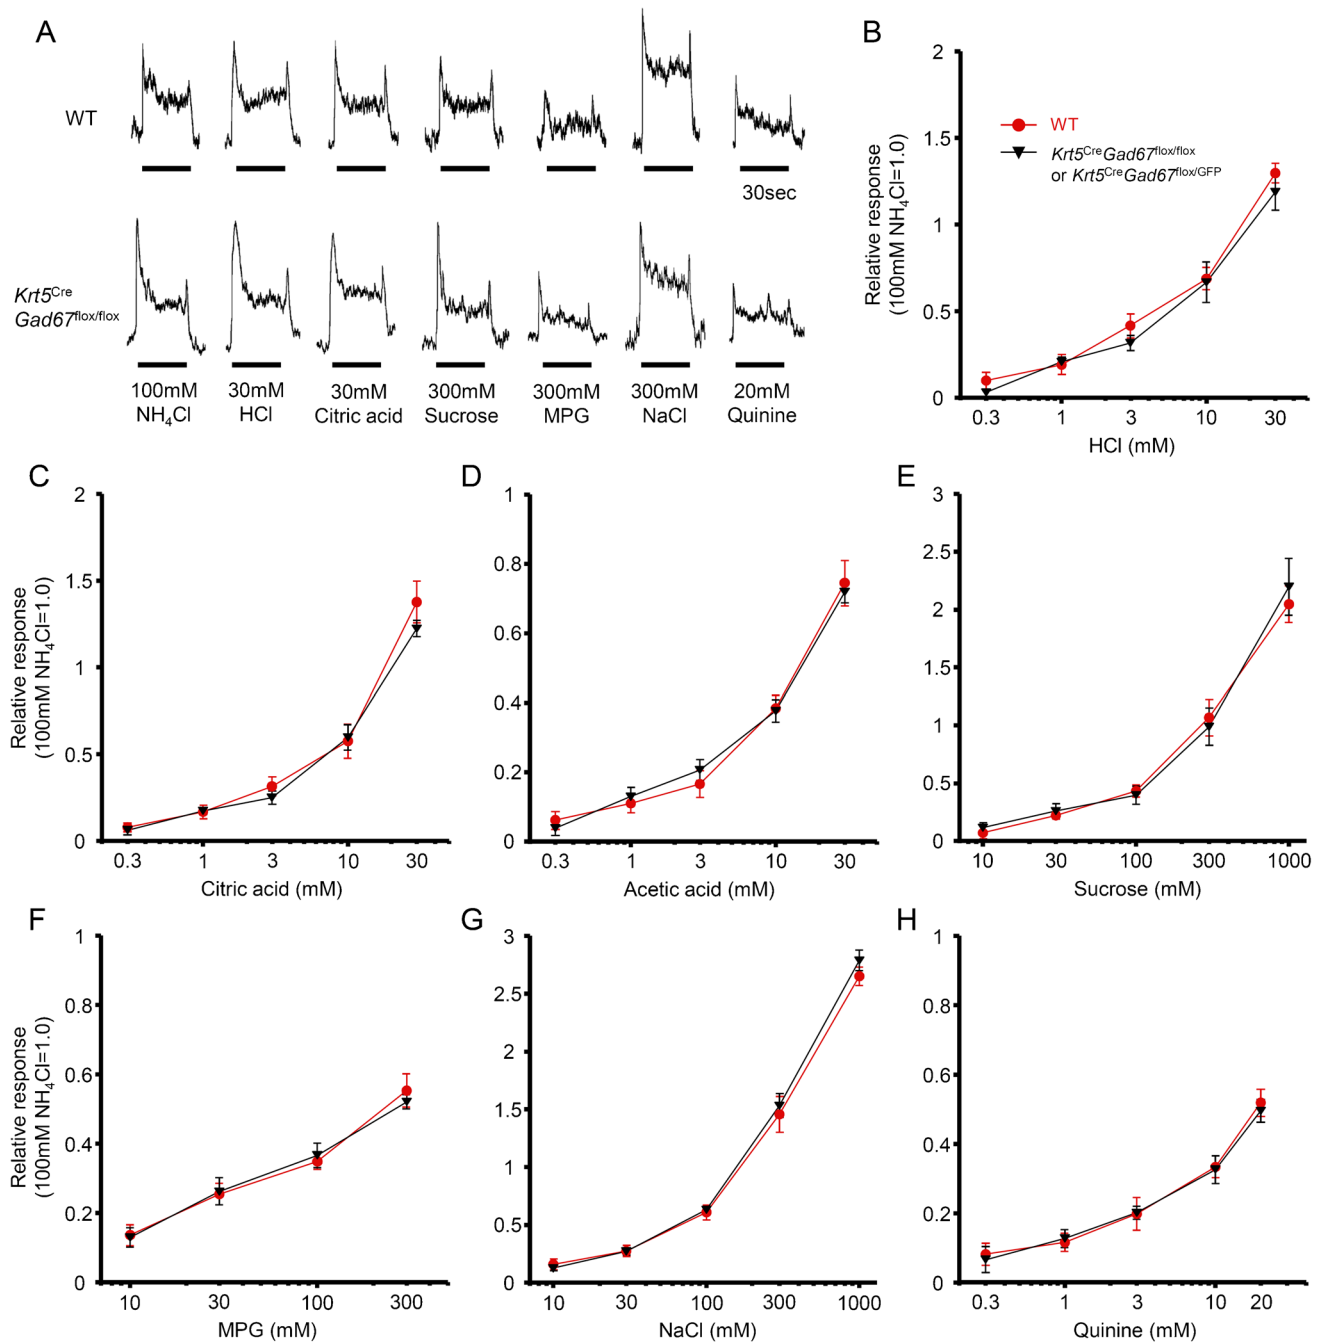 A
WT
30sec
Krt5Cre
Gad67flox/flox
100mM
NH4Cl
30mM
HCl
30mM
Citric acid
300mM
Sucrose
300mM
MPG
300mM
NaCl
20mM
Quinine
B
Relative response
(100mM NH4Cl=1.0)
2
1.5
1
0.5
0
WT
Krt5CreGad67flox/flox
or Krt5CreGad67flox/GFP
0.3 1 3 10 30
HCl (mM)
C
Relative response
(100mM NH4Cl=1.0)
2
1.5
1
0.5
0
0.3 1 3 10 30
Citric acid (mM)
D
1
0.8
0.6
0.4
0.2
0
0.3 1 3 10 30
Acetic acid (mM)
E
3
2.5
2
1.5
1
0.5
0
10 30 100 300 1000
Sucrose (mM)
F
Relative response
(100mM NH4Cl=1.0)
1
0.8
0.6
0.4
0.2
0
10 30 100 300
MPG (mM)
G
3
2.5
2
1.5
1
0.5
0
10 30 100 300 1000
NaCl (mM)
H
1
0.8
0.6
0.4
0.2
0
0.3 1 3 10 20
Quinine (mM)